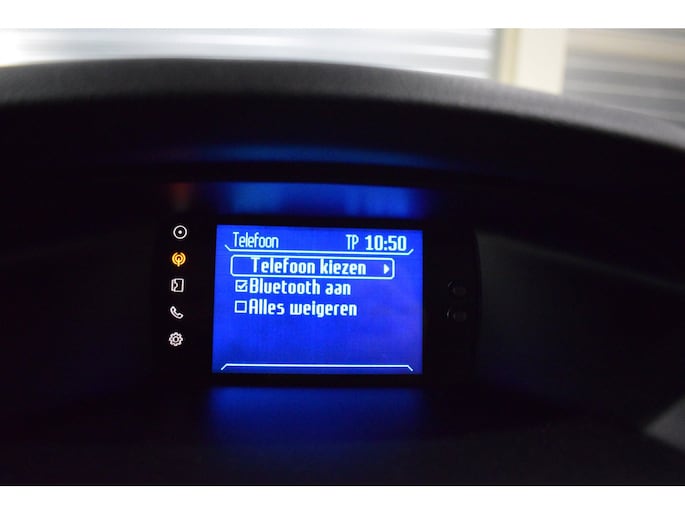 Telefoon TP 10:50
Telefoon kiezen
Bluetooth aan
Alles weigeren